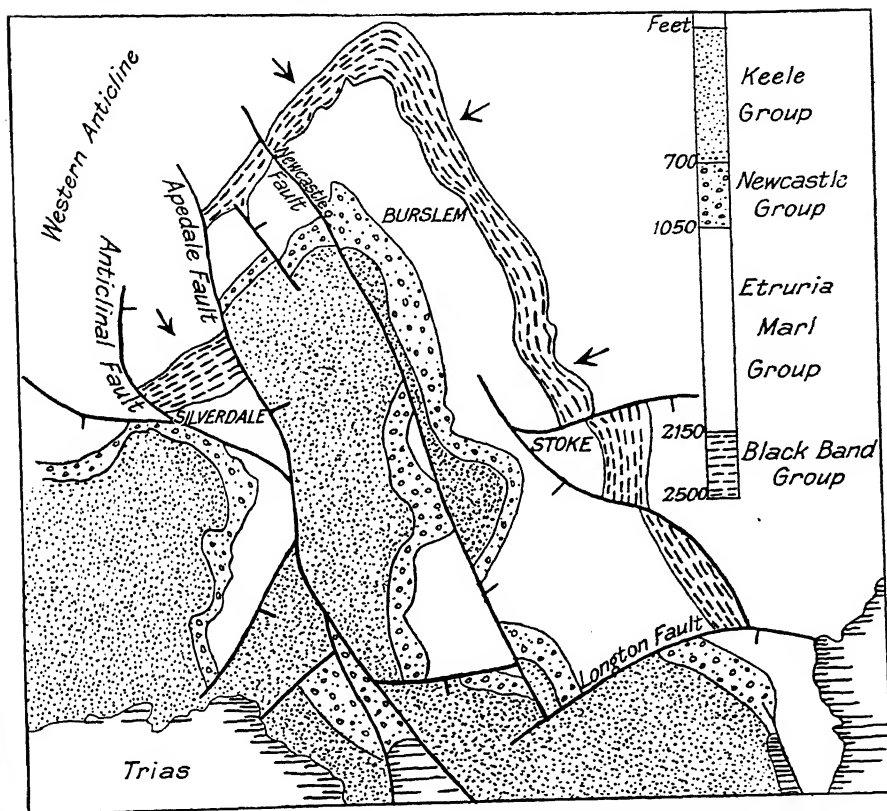 Western Anticline
Apedale Fault
Anticlinal Fault
Newcastle
Fault
BURSLEM
SILVERDALE
STOKE
Longton Fault
Trias
Feet
700
1050
2150
2500
Keele
Group
Newcastle
Group
Etruria
Marl
Group
Black Band
Group